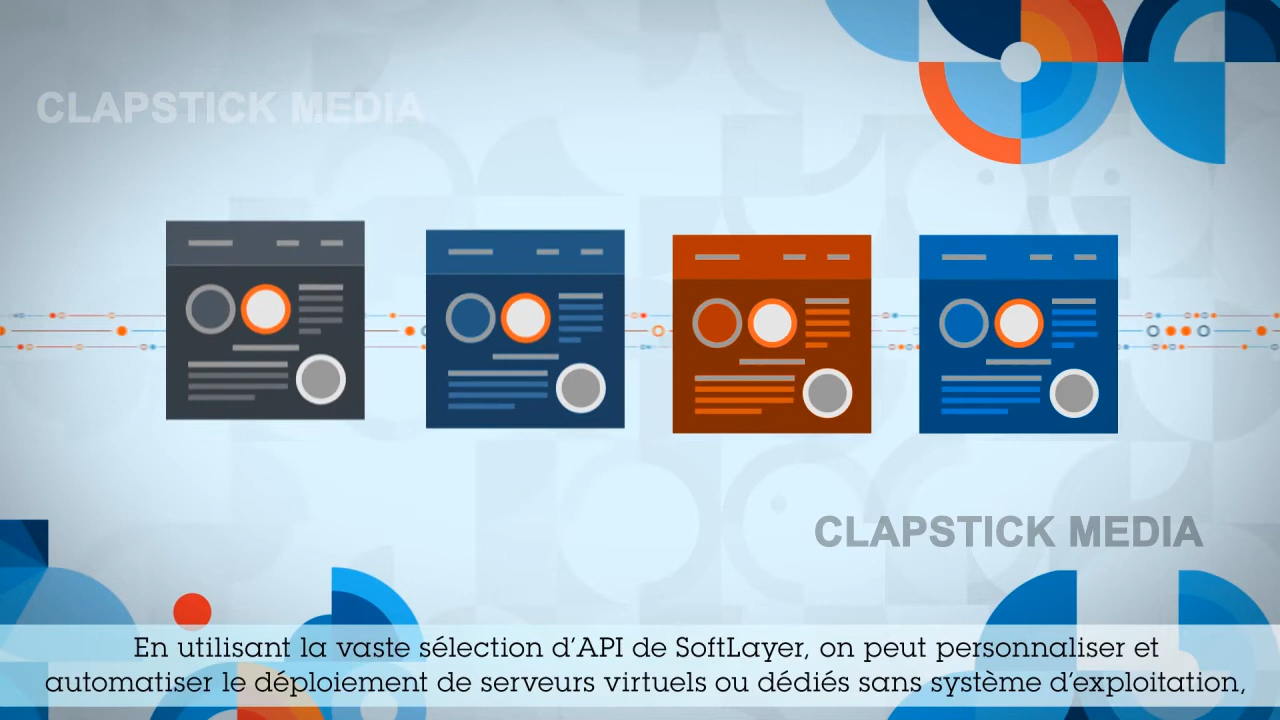 CLAPSTICK MEDIA
CLAPSTICK MEDIA
En utilisant la vaste sélection d’API de SoftLayer, on peut personnaliser et
automatiser le déploiement de serveurs virtuels ou dédiés sans système d’exploitation,